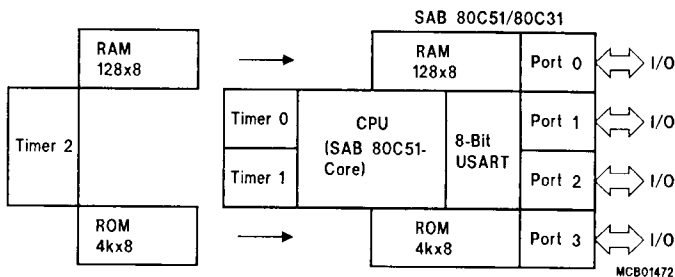 SAB 80C51/80C31
RAM
128x8
RAM
128x8
Port 0
I/O
Timer 2
Timer 0
Timer 1
CPU
(SAB 80C51-
Core)
8-Bit
USART
Port 1
I/O
Port 2
I/O
ROM
4kx8
ROM
4kx8
Port 3
I/O
MCB01472